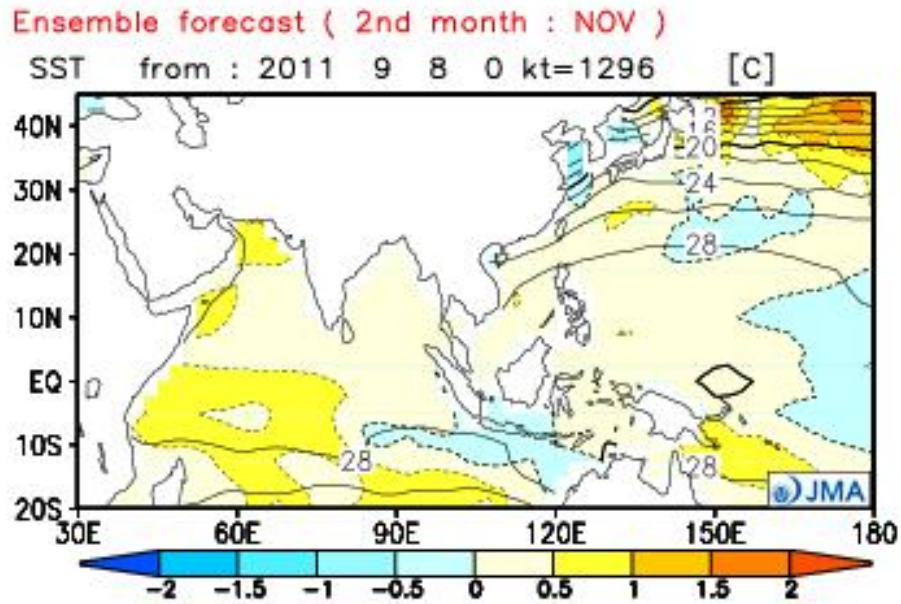 Ensemble forecast ( 2nd month : NOV )
SST from : 2011 9 8 0 kt=1296 [C]
40N
12
16
20
30N
24
20N
28
10N
EQ
10S
28
28
JMA
20S
30E 60E 90E 120E 150E 180
-2 -1.5 -1 -0.5 0 0.5 1 1.5 2